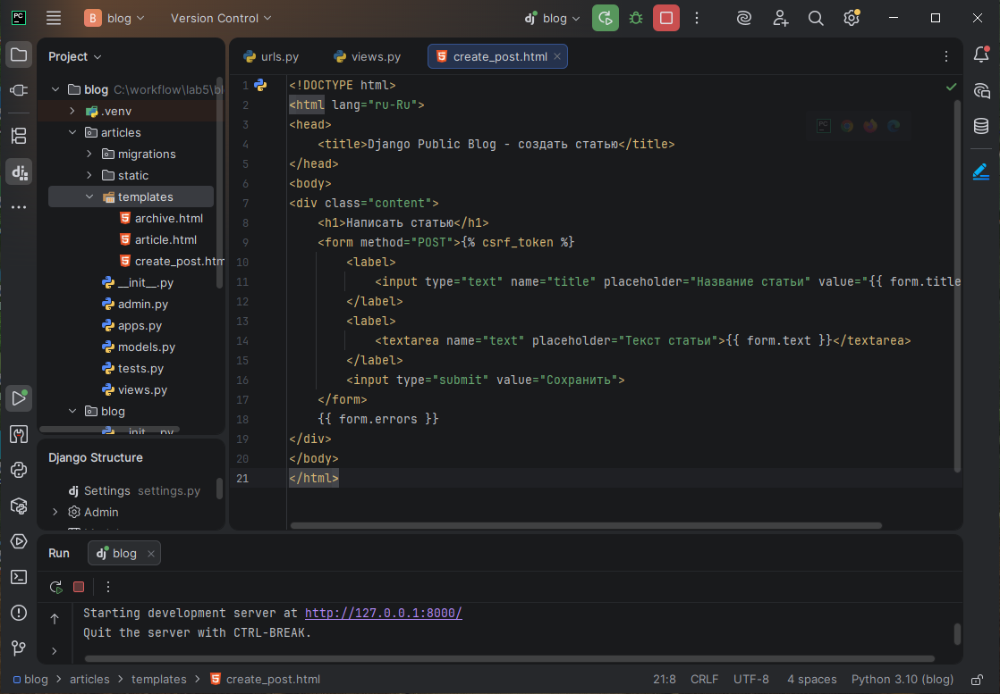 PC
B blog
Version Control
dj blog
Project
blog C:\workflow\lab5\bl
.venv
articles
migrations
static
templates
archive.html
article.html
create_post.htm
__init__.py
admin.py
apps.py
models.py
tests.py
views.py
blog
__init__.py
Django Structure
dj Settings settings.py
Admin
urls.py
views.py
create_post.html
1 <!DOCTYPE html>
2 <html lang="ru-Ru">
3 <head>
4 <title>Django Public Blog - создать статью</title>
5 </head>
6 <body>
7 <div class="content">
8 <h1>Написать статью</h1>
9 <form method="POST">{% csrf_token %}
10 <label>
11 <input type="text" name="title" placeholder="Название статьи" value="{{ form.title
12 </label>
13 <label>
14 <textarea name="text" placeholder="Текст статьи">{{ form.text }}</textarea>
15 </label>
16 <input type="submit" value="Сохранить">
17 </form>
18 {{ form.errors }}
19 </div>
20 </body>
21 </html>
Run
dj blog
Starting development server at http://127.0.0.1:8000/
Quit the server with CTRL-BREAK.
blog > articles > templates > create_post.html
21:8 CRLF UTF-8 4 spaces Python 3.10 (blog)